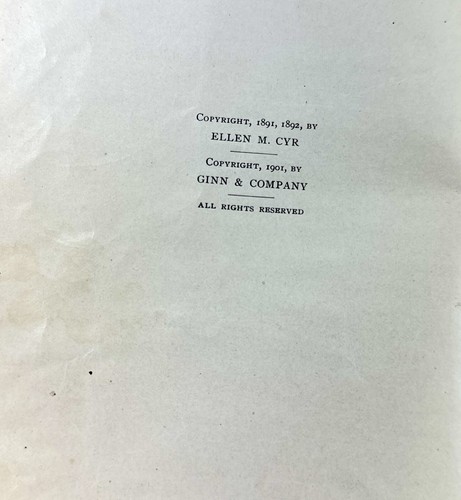 Copyright, 1891, 1892, by
ELLEN M. CYR
Copyright, 1901, by
GINN & COMPANY
ALL RIGHTS RESERVED